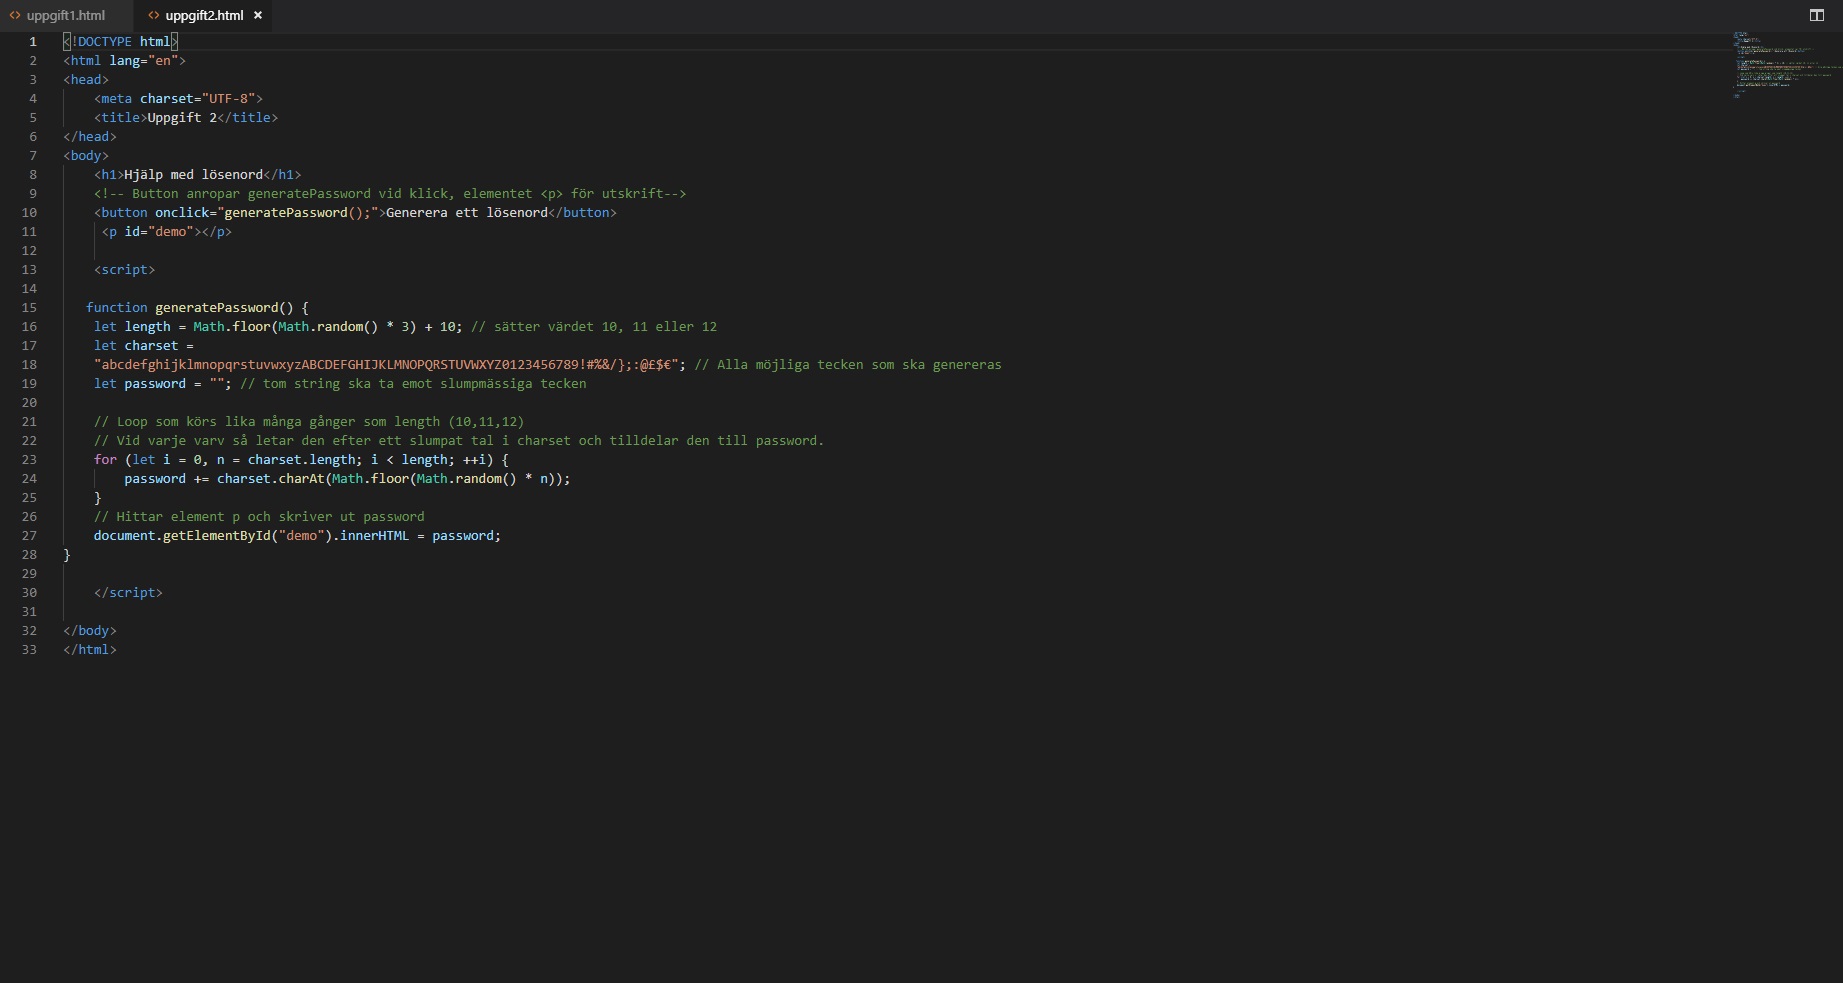 uppgift1.html
uppgift2.html
1 <!DOCTYPE html>
2 <html lang="en">
3 <head>
4     <meta charset="UTF-8">
5     <title>Uppgift 2</title>
6 </head>
7 <body>
8     <h1>Hjälp med lösenord</h1>
9     <!-- Button anropar generatePassword vid klick, elementet <p> för utskrift-->
10     <button onclick="generatePassword();">Generera ett lösenord</button>
11      <p id="demo"></p>
12
13     <script>
14
15    function generatePassword() {
16     let length = Math.floor(Math.random() * 3) + 10; // sätter värdet 10, 11 eller 12
17     let charset =
18     "abcdefghijklmnopqrstuvwxyzABCDEFGHIJKLMNOPQRSTUVWXYZ0123456789!#%&/};:@£$€"; // Alla möjliga tecken som ska genereras
19     let password = ""; // tom string ska ta emot slumpmässiga tecken
20
21     // Loop som körs lika många gånger som length (10,11,12)
22     // Vid varje varv så letar den efter ett slumpat tal i charset och tilldelar den till password.
23     for (let i = 0, n = charset.length; i < length; ++i) {
24         password += charset.charAt(Math.floor(Math.random() * n));
25     }
26     // Hittar element p och skriver ut password
27     document.getElementById("demo").innerHTML = password;
28 }
29
30     </script>
31
32 </body>
33 </html>